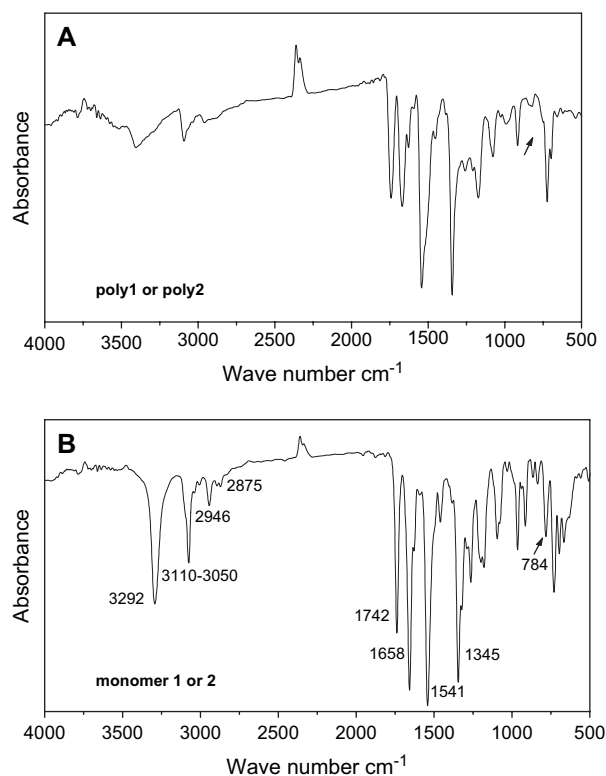 A
Absorbance
poly1 or poly2
4000 3500 3000 2500 2000 1500 1000 500
Wave number cm-1
B
Absorbance
2875
2946
3110-3050
3292
784
1742
1658
1345
1541
monomer 1 or 2
4000 3500 3000 2500 2000 1500 1000 500
Wave number cm-1